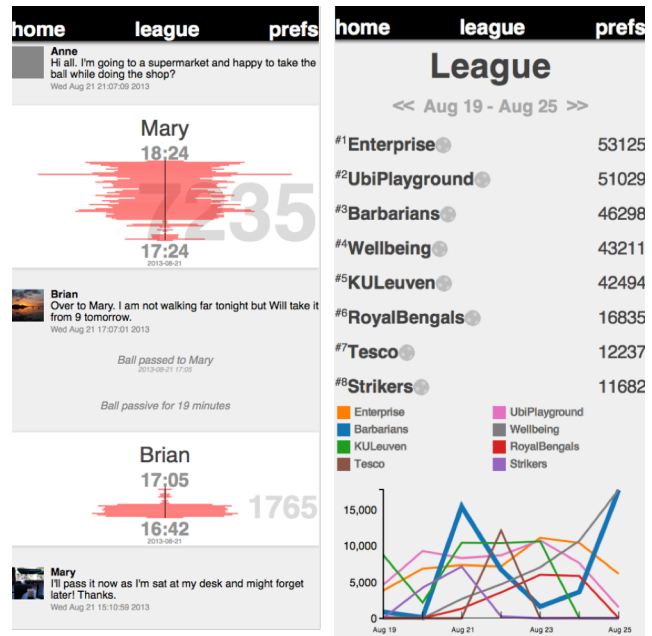 home league prefs
Anne
Hi all. I'm going to a supermarket and happy to take the
ball while doing the shop?
Wed Aug 21 21:07:09 2013
Mary
18:24
7235
17:24
2013-08-21
Brian
Over to Mary. I am not walking far tonight but Will take it
from 9 tomorrow.
Wed Aug 21 17:07:01 2013
Ball passed to Mary
2013-08-21 17:05
Ball passive for 19 minutes
Brian
17:05
1765
16:42
2013-08-21
Mary
I'll pass it now as I'm sat at my desk and might forget
later! Thanks.
Wed Aug 21 15:10:59 2013
home league prefs
League
<< Aug 19 - Aug 25 >>
#1Enterprise 53125
#2UbiPlayground 51029
#3Barbarians 46298
#4Wellbeing 43211
#5KULeuven 42494
#6RoyalBengals 16835
#7Tesco 12237
#8Strikers 11682
Enterprise UbiPlayground
Barbarians Wellbeing
KULeuven RoyalBengals
Tesco Strikers
15,000
10,000
5,000
0
Aug 19 Aug 21 Aug 23 Aug 25